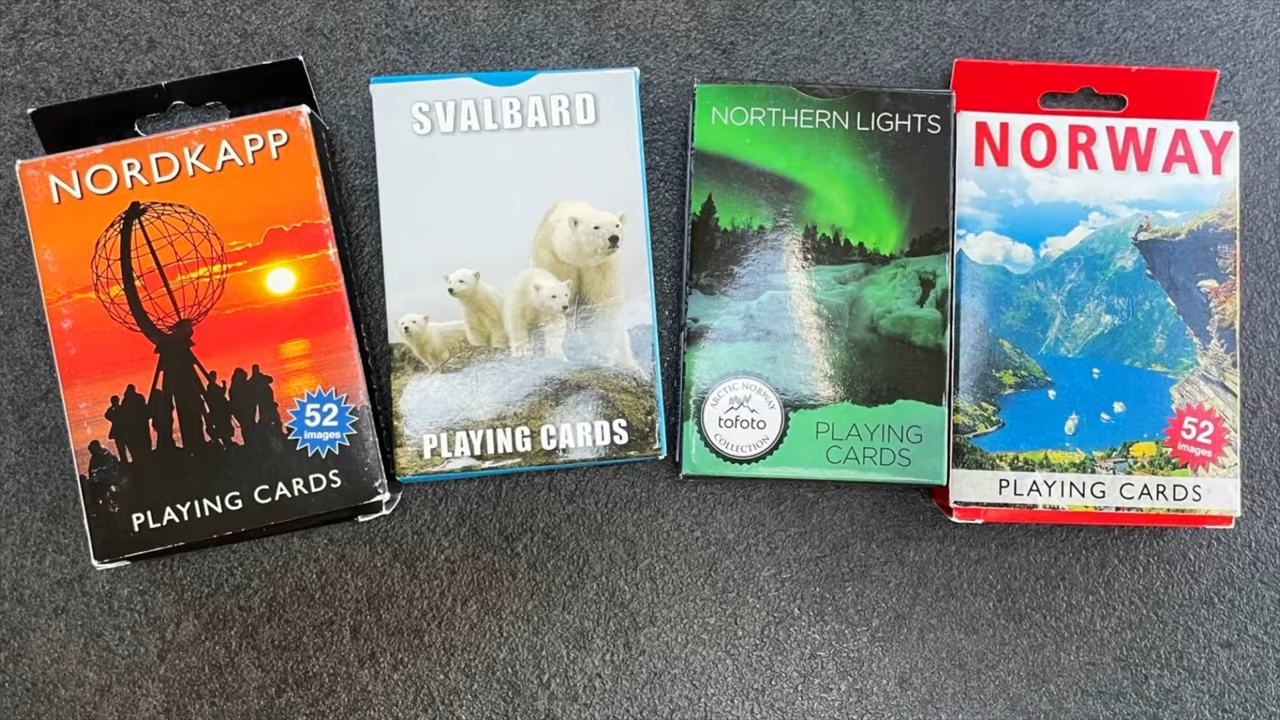 NORDKAPP
52
images
PLAYING CARDS
SVALBARD
PLAYING CARDS
NORTHERN LIGHTS
ARCTIC NORWAY
tofoto
COLLECTION
PLAYING
CARDS
NORWAY
52
images
PLAYING CARDS